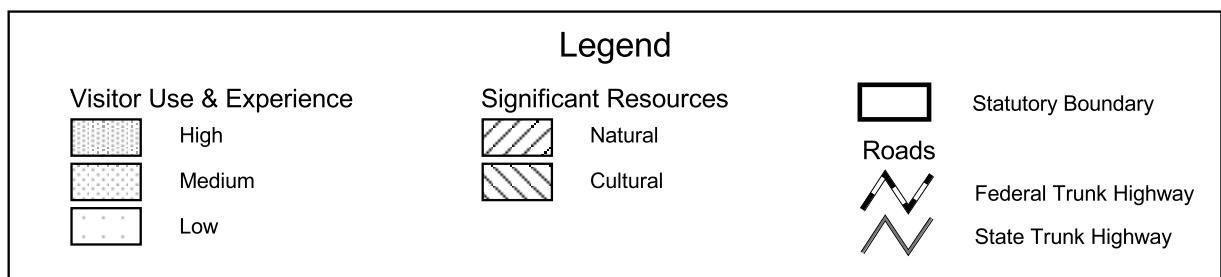 Legend
Visitor Use & Experience
High
Medium
Low
Significant Resources
Natural
Cultural
Statutory Boundary
Roads
Federal Trunk Highway
State Trunk Highway